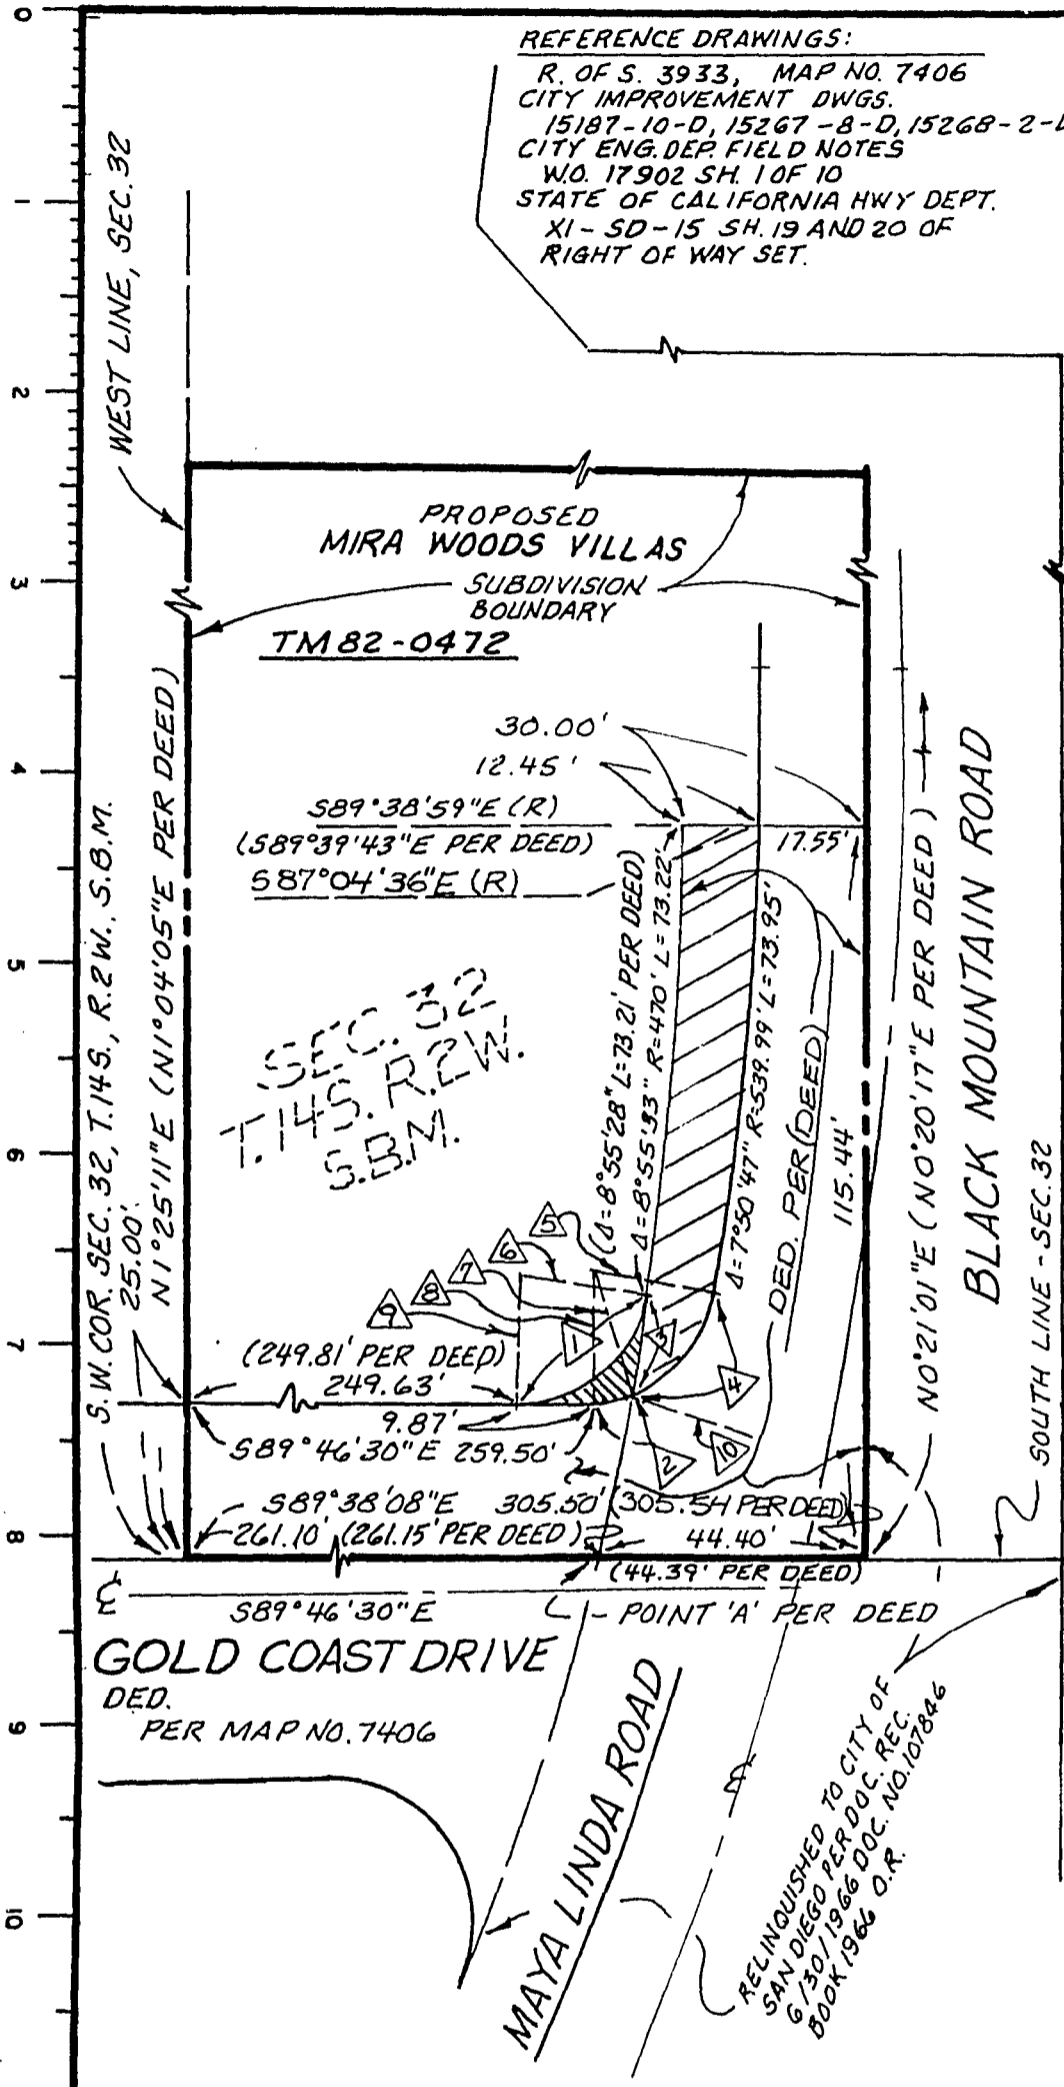 REFERENCE DRAWINGS:
R. OF S. 3933, MAP NO. 7406
CITY IMPROVEMENT DWGS.
15187-10-D, 15267-8-D, 15268-2-D
CITY ENG. DEP. FIELD NOTES
W.O. 17902 SH. 1 OF 10
STATE OF CALIFORNIA HWY DEPT.
XI-SD-15 SH. 19 AND 20 OF
RIGHT OF WAY SET.
0
1
2
3
4
5
6
7
8
9
10
WEST LINE, SEC. 32
PROPOSED
MIRA WOODS VILLAS
SUBDIVISION
BOUNDARY
TM 82-0472
30.00'
12.45'
S89°38'59"E (R)
(S89°39'43"E PER DEED)
S87°04'36"E (R)
17.55'
S.W. COR. SEC. 32, T.14S., R.2W., S.B.M.
25.00'
N1°25'11"E (N1°04'05"E PER DEED)
SEC. 32
T.14S. R.2W.
S.B.M.
(Δ=8°55'28" L=73.21' PER DEED)
Δ=8°55'33" R=470' L=73.22'
Δ=7°50'47" R=539.99' L=73.95'
DED. PER (DEED)
115.44'
N0°21'01"E (N0°20'17"E PER DEED)
BLACK MOUNTAIN ROAD
SOUTH LINE - SEC. 32
5
6
7
8
9
1
3
4
2
10
(249.81' PER DEED)
249.63'
9.87'
S89°46'30"E 259.50'
S89°38'08"E 305.50' (305.54 PER DEED)
261.10' (261.15' PER DEED)
44.40'
(44.39' PER DEED)
S89°46'30"E
POINT 'A' PER DEED
GOLD COAST DRIVE
DED.
PER MAP NO. 7406
MAYA LINDA ROAD
RELINQUISHED TO CITY OF
SAN DIEGO PER DOC. REC.
6/30/1966 DOC. NO. 107846
BOOK 1966 O.R.